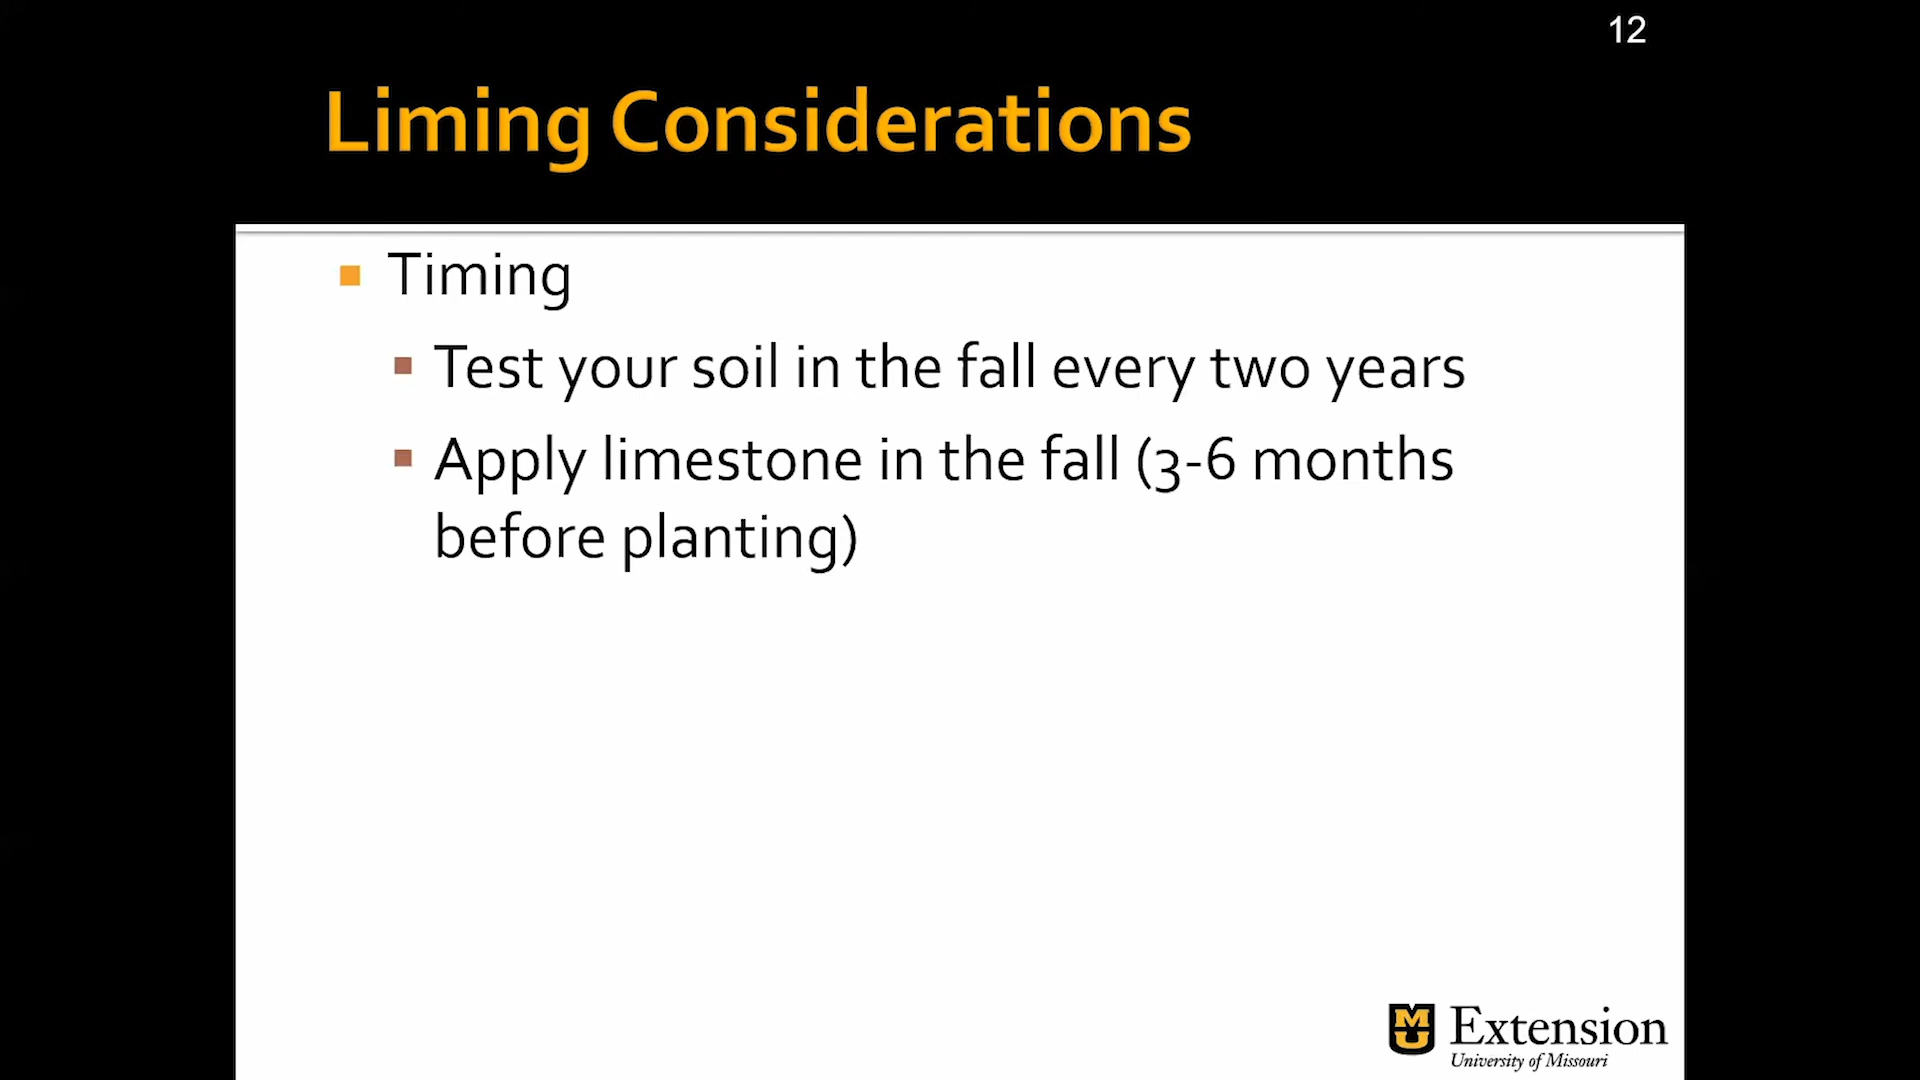 12
Liming Considerations
Timing
Test your soil in the fall every two years
Apply limestone in the fall (3-6 months
before planting)
MU
Extension
University of Missouri